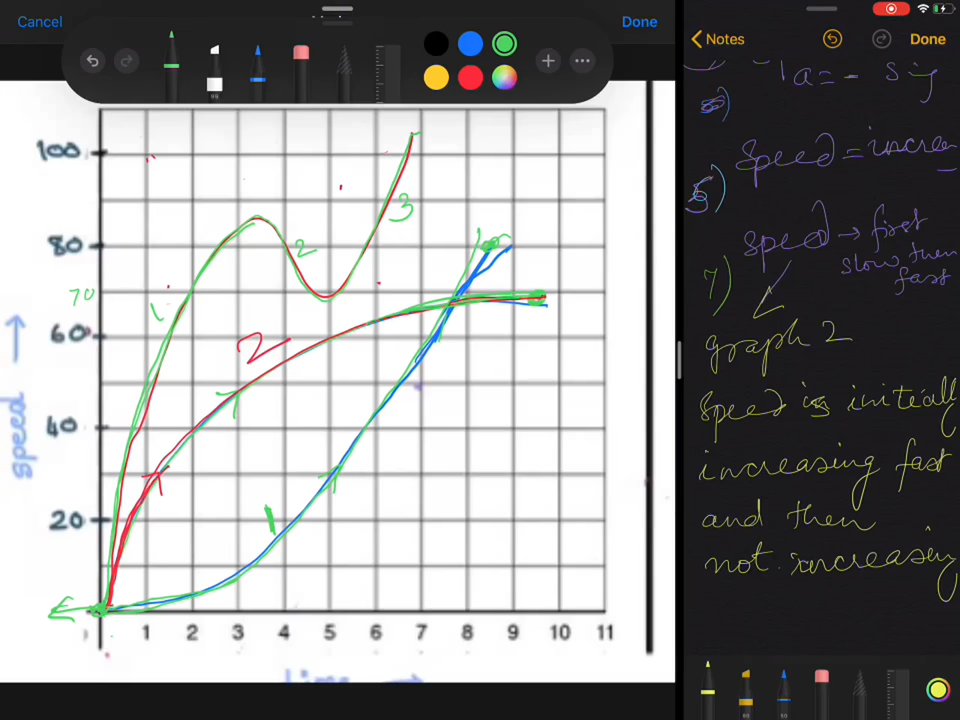 Cancel
Done
100
80
70
60
40
20
speed →
1 2 3 4 5 6 7 8 9 10 11
1
2
3
2
1
Notes
Done
5)
Speed = increa
speed → first
slow then
fast
7)
graph 2
Speed is initially
increasing fast
and then
not increasing